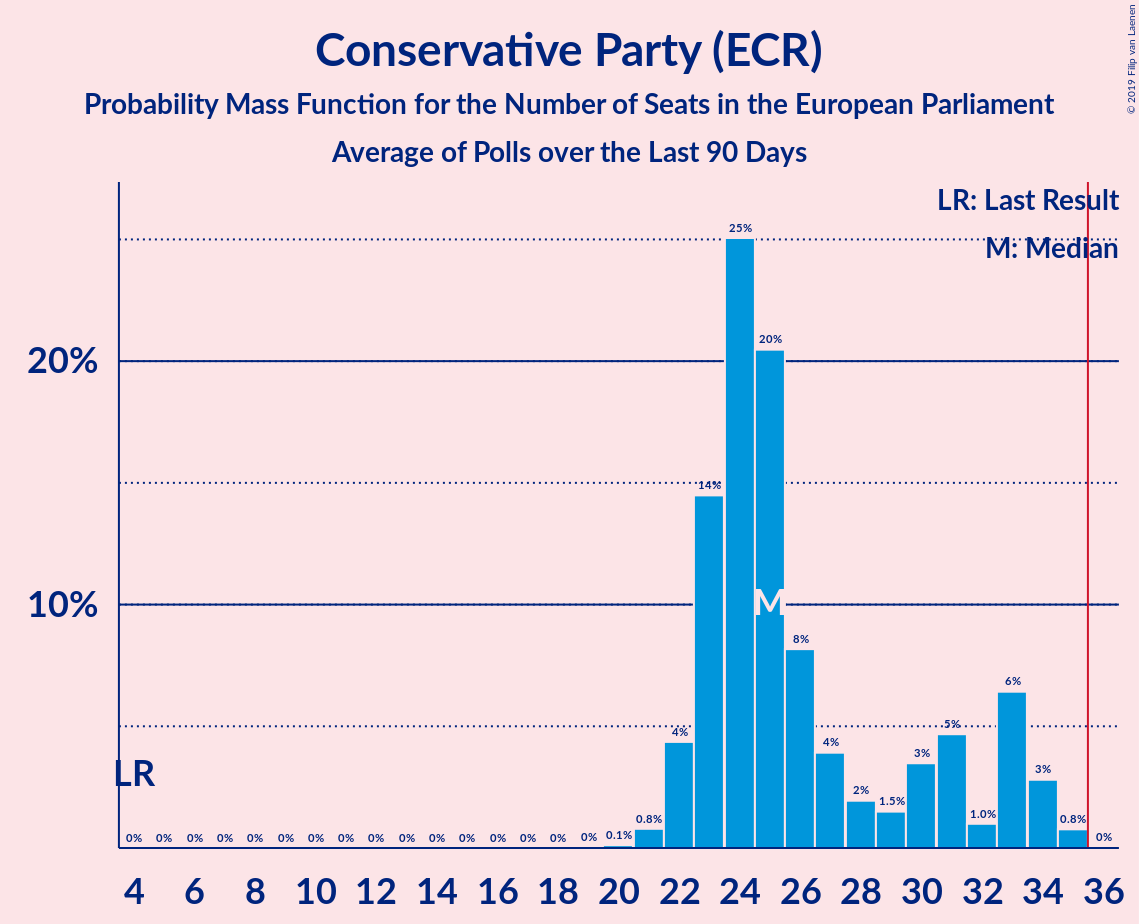 Conservative Party (ECR)
Probability Mass Function for the Number of Seats in the European Parliament
Average of Polls over the Last 90 Days
© 2019 Filip van Laenen
LR: Last Result
M: Median
25%
20%
20%
14%
10%
M
8%
6%
5%
4%
4%
3%
3%
2%
1.5%
1.0%
0.8%
0.8%
0.1%
LR
0% 0% 0% 0% 0% 0% 0% 0% 0% 0% 0% 0% 0% 0% 0% 0% 0%
4 6 8 10 12 14 16 18 20 22 24 26 28 30 32 34 36